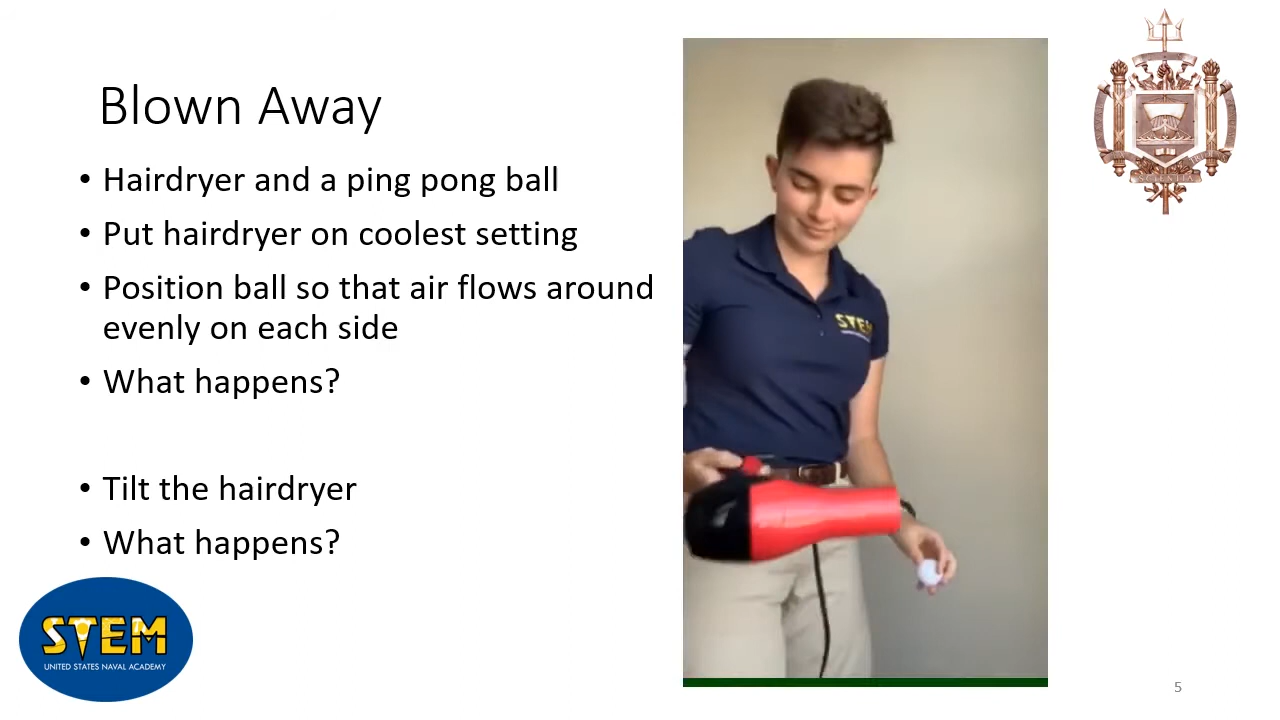 Blown Away
• Hairdryer and a ping pong ball
• Put hairdryer on coolest setting
• Position ball so that air flows around
evenly on each side
• What happens?
• Tilt the hairdryer
• What happens?
STEM
STEM
UNITED STATES NAVAL ACADEMY
5